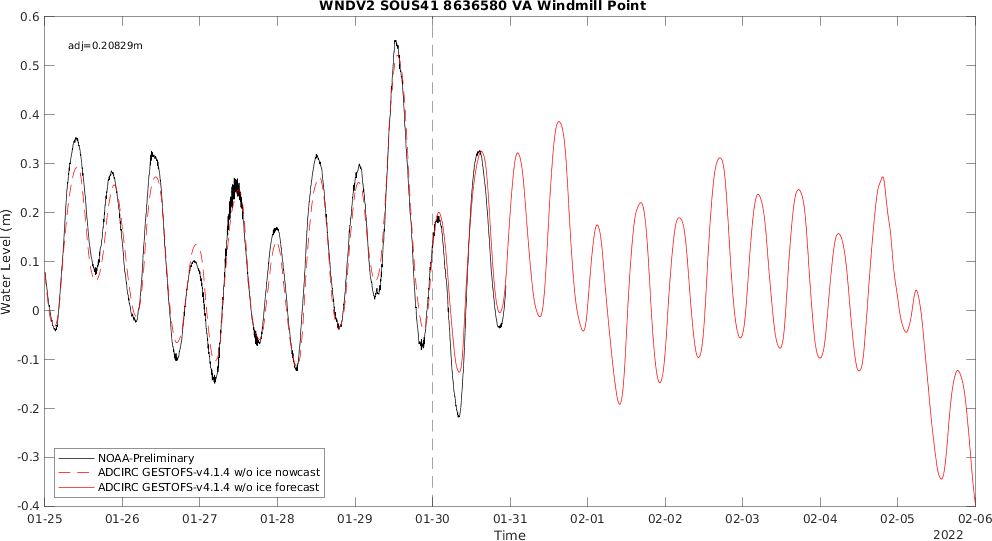 WNDV2 SOUS41 8636580 VA Windmill Point
adj=0.20829m
0.6
0.5
0.4
0.3
0.2
0.1
0
-0.1
-0.2
-0.3
-0.4
Water Level (m)
NOAA-Preliminary
ADCIRC GESTOFS-v4.1.4 w/o ice nowcast
ADCIRC GESTOFS-v4.1.4 w/o ice forecast
01-25 01-26 01-27 01-28 01-29 01-30 01-31 02-01 02-02 02-03 02-04 02-05 02-06
Time
2022